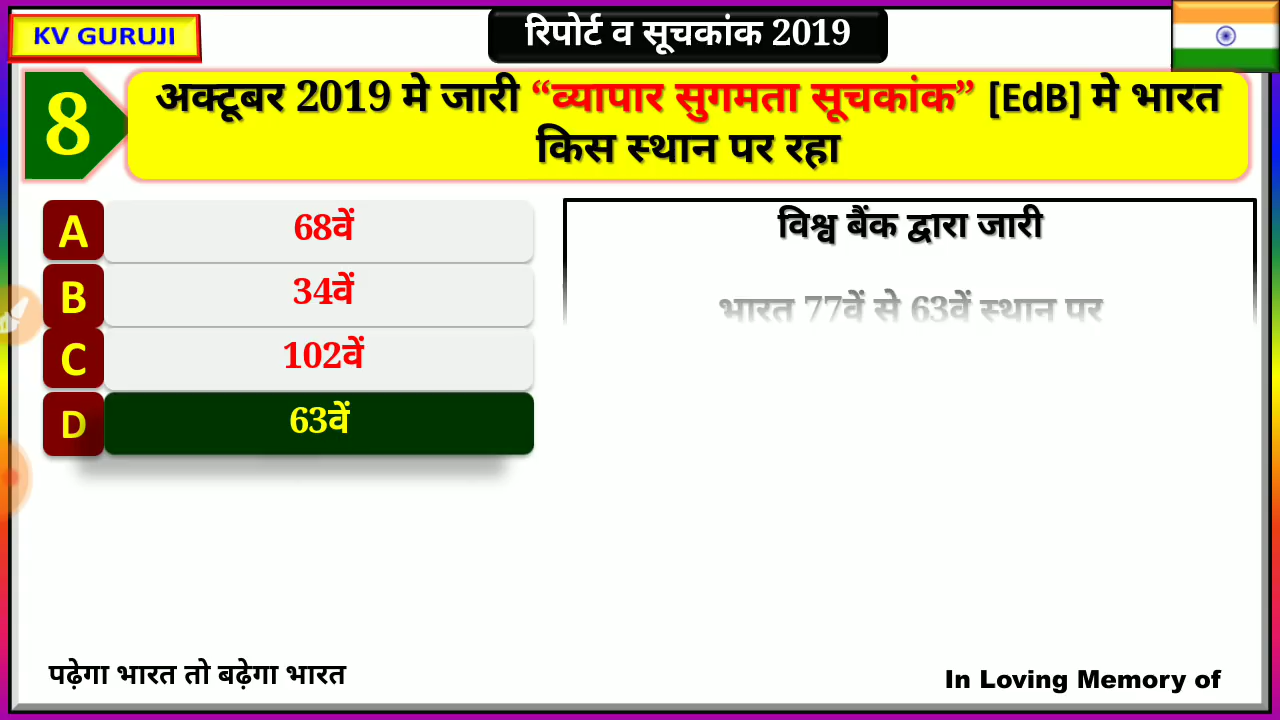 KV GURUJI
रिपोर्ट व सूचकांक 2019
8
अक्टूबर 2019 मे जारी “व्यापार सुगमता सूचकांक” [EdB] मे भारत
किस स्थान पर रहा
A 68वें
B 34वें
C 102वें
D 63वें
विश्व बैंक द्वारा जारी
भारत 77वें से 63वें स्थान पर
पढ़ेगा भारत तो बढ़ेगा भारत
In Loving Memory of